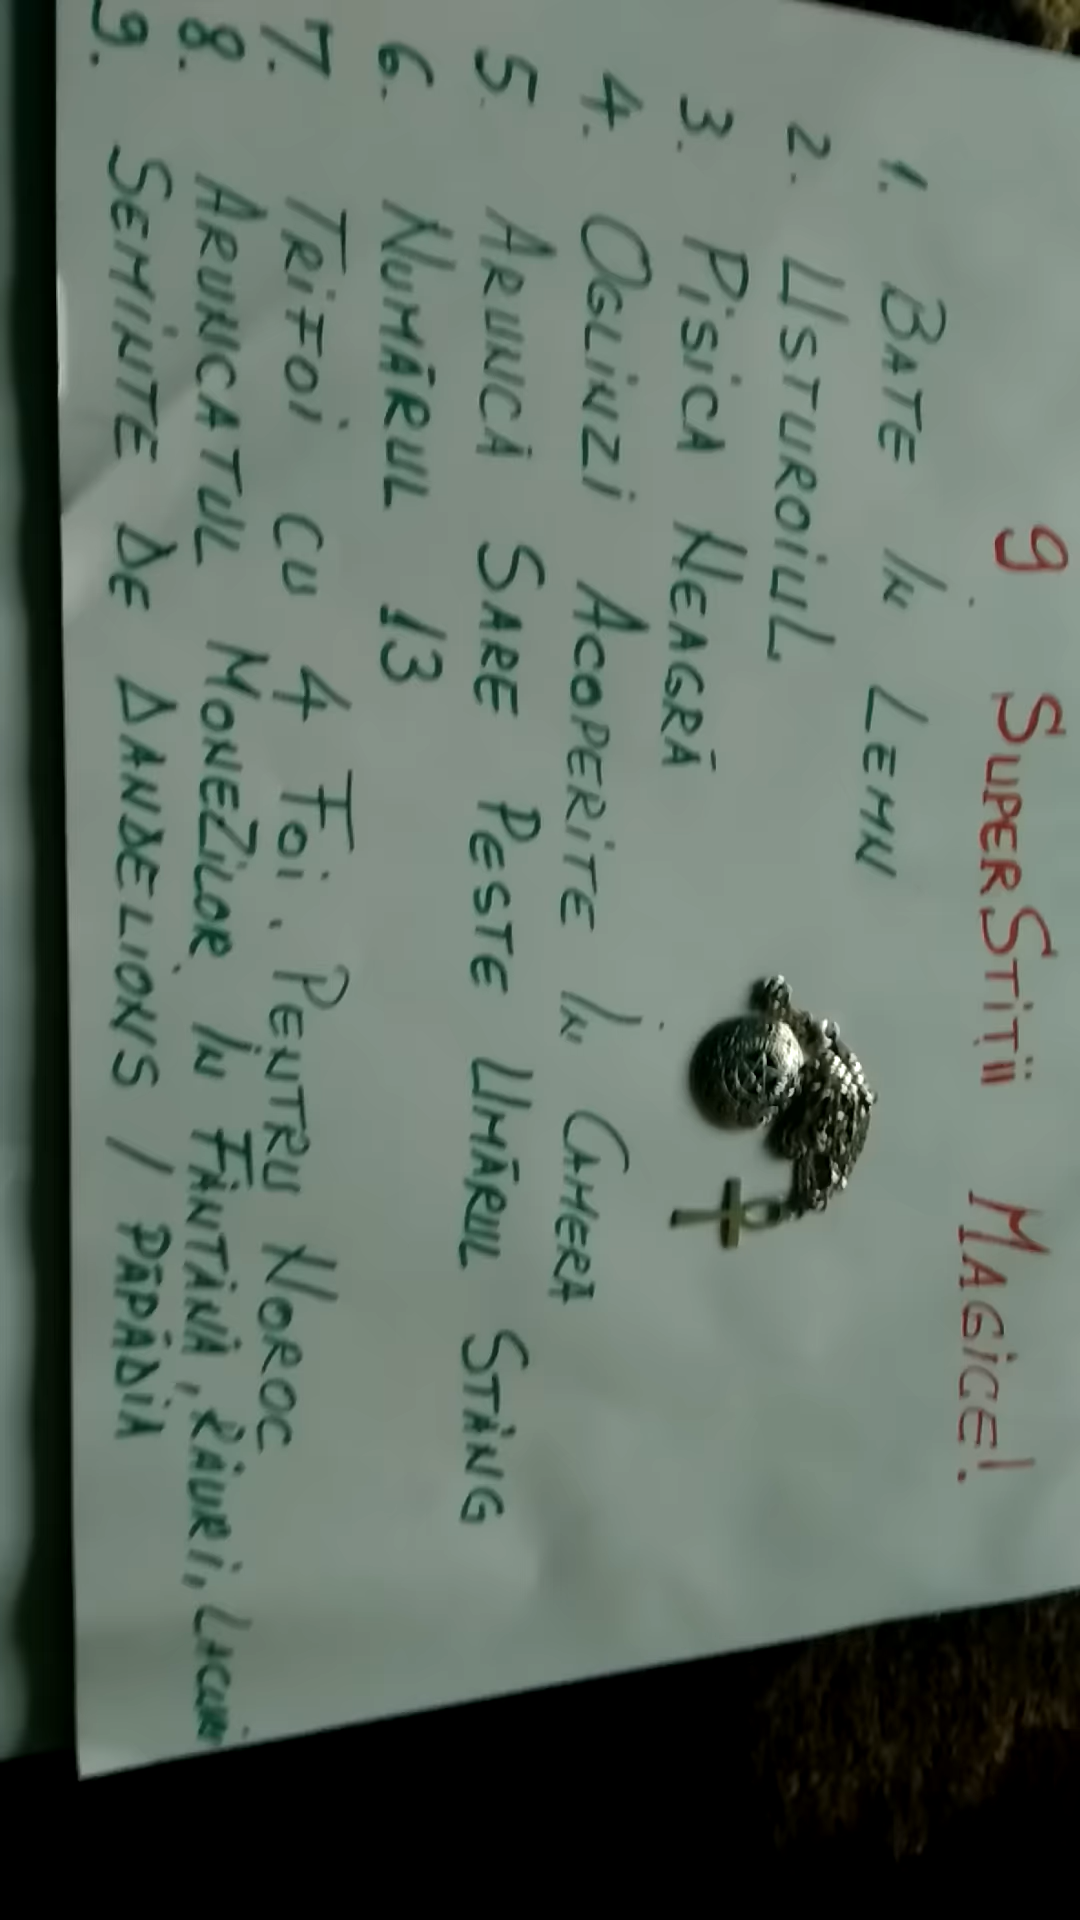 9 SUPERSTIȚII MAGICE!
1. BATE ÎN LEMN
2. USTUROIUL
3. PISICA NEAGRĂ
4. OGLINZI ACOPERITE ÎN CAMERĂ
5. ARUNCĂ SARE PESTE UMĂRUL STÂNG
6. NUMĂRUL 13
7. TRIFOI CU 4 FOI. PENTRU NOROC
8. ARUNCATUL MONEZILOR ÎN FÂNTÂNĂ, RÂURI, LACURI
9. SEMINTE DE DANDELIONS / PĂPĂDIA